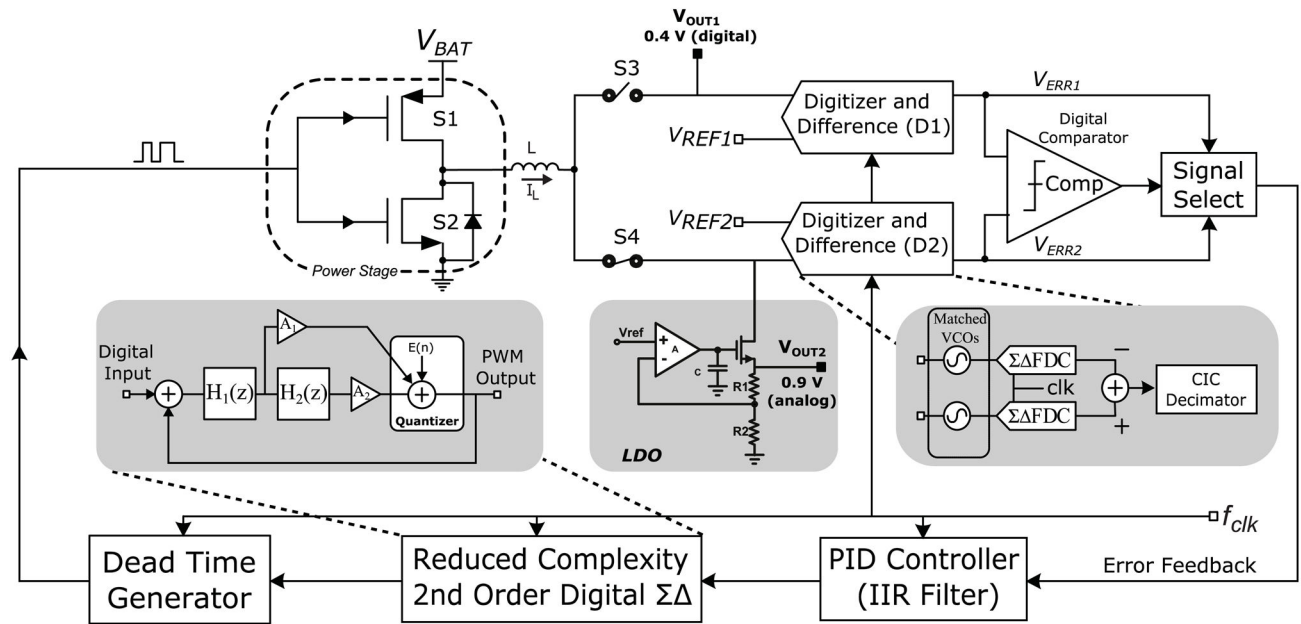 V_OUT1
0.4 V (digital)
V_BAT
S1
S2
Power Stage
L
I_L
S3
S4
Digitizer and
Difference (D1)
V_REF1
V_REF2
Digitizer and
Difference (D2)
V_ERR1
Digital
Comparator
Comp
V_ERR2
Signal
Select
Digital
Input
+
H₁(z)
A₁
H₂(z)
A₂
E(n)
+
Quantizer
PWM
Output
Vref
+
-
A
C
R1
R2
V_OUT2
0.9 V
(analog)
LDO
Matched
VCOs
ΣΔFDC
clk
ΣΔFDC
−
+
+
CIC
Decimator
f_clk
Dead Time
Generator
Reduced Complexity
2nd Order Digital ΣΔ
PID Controller
(IIR Filter)
Error Feedback